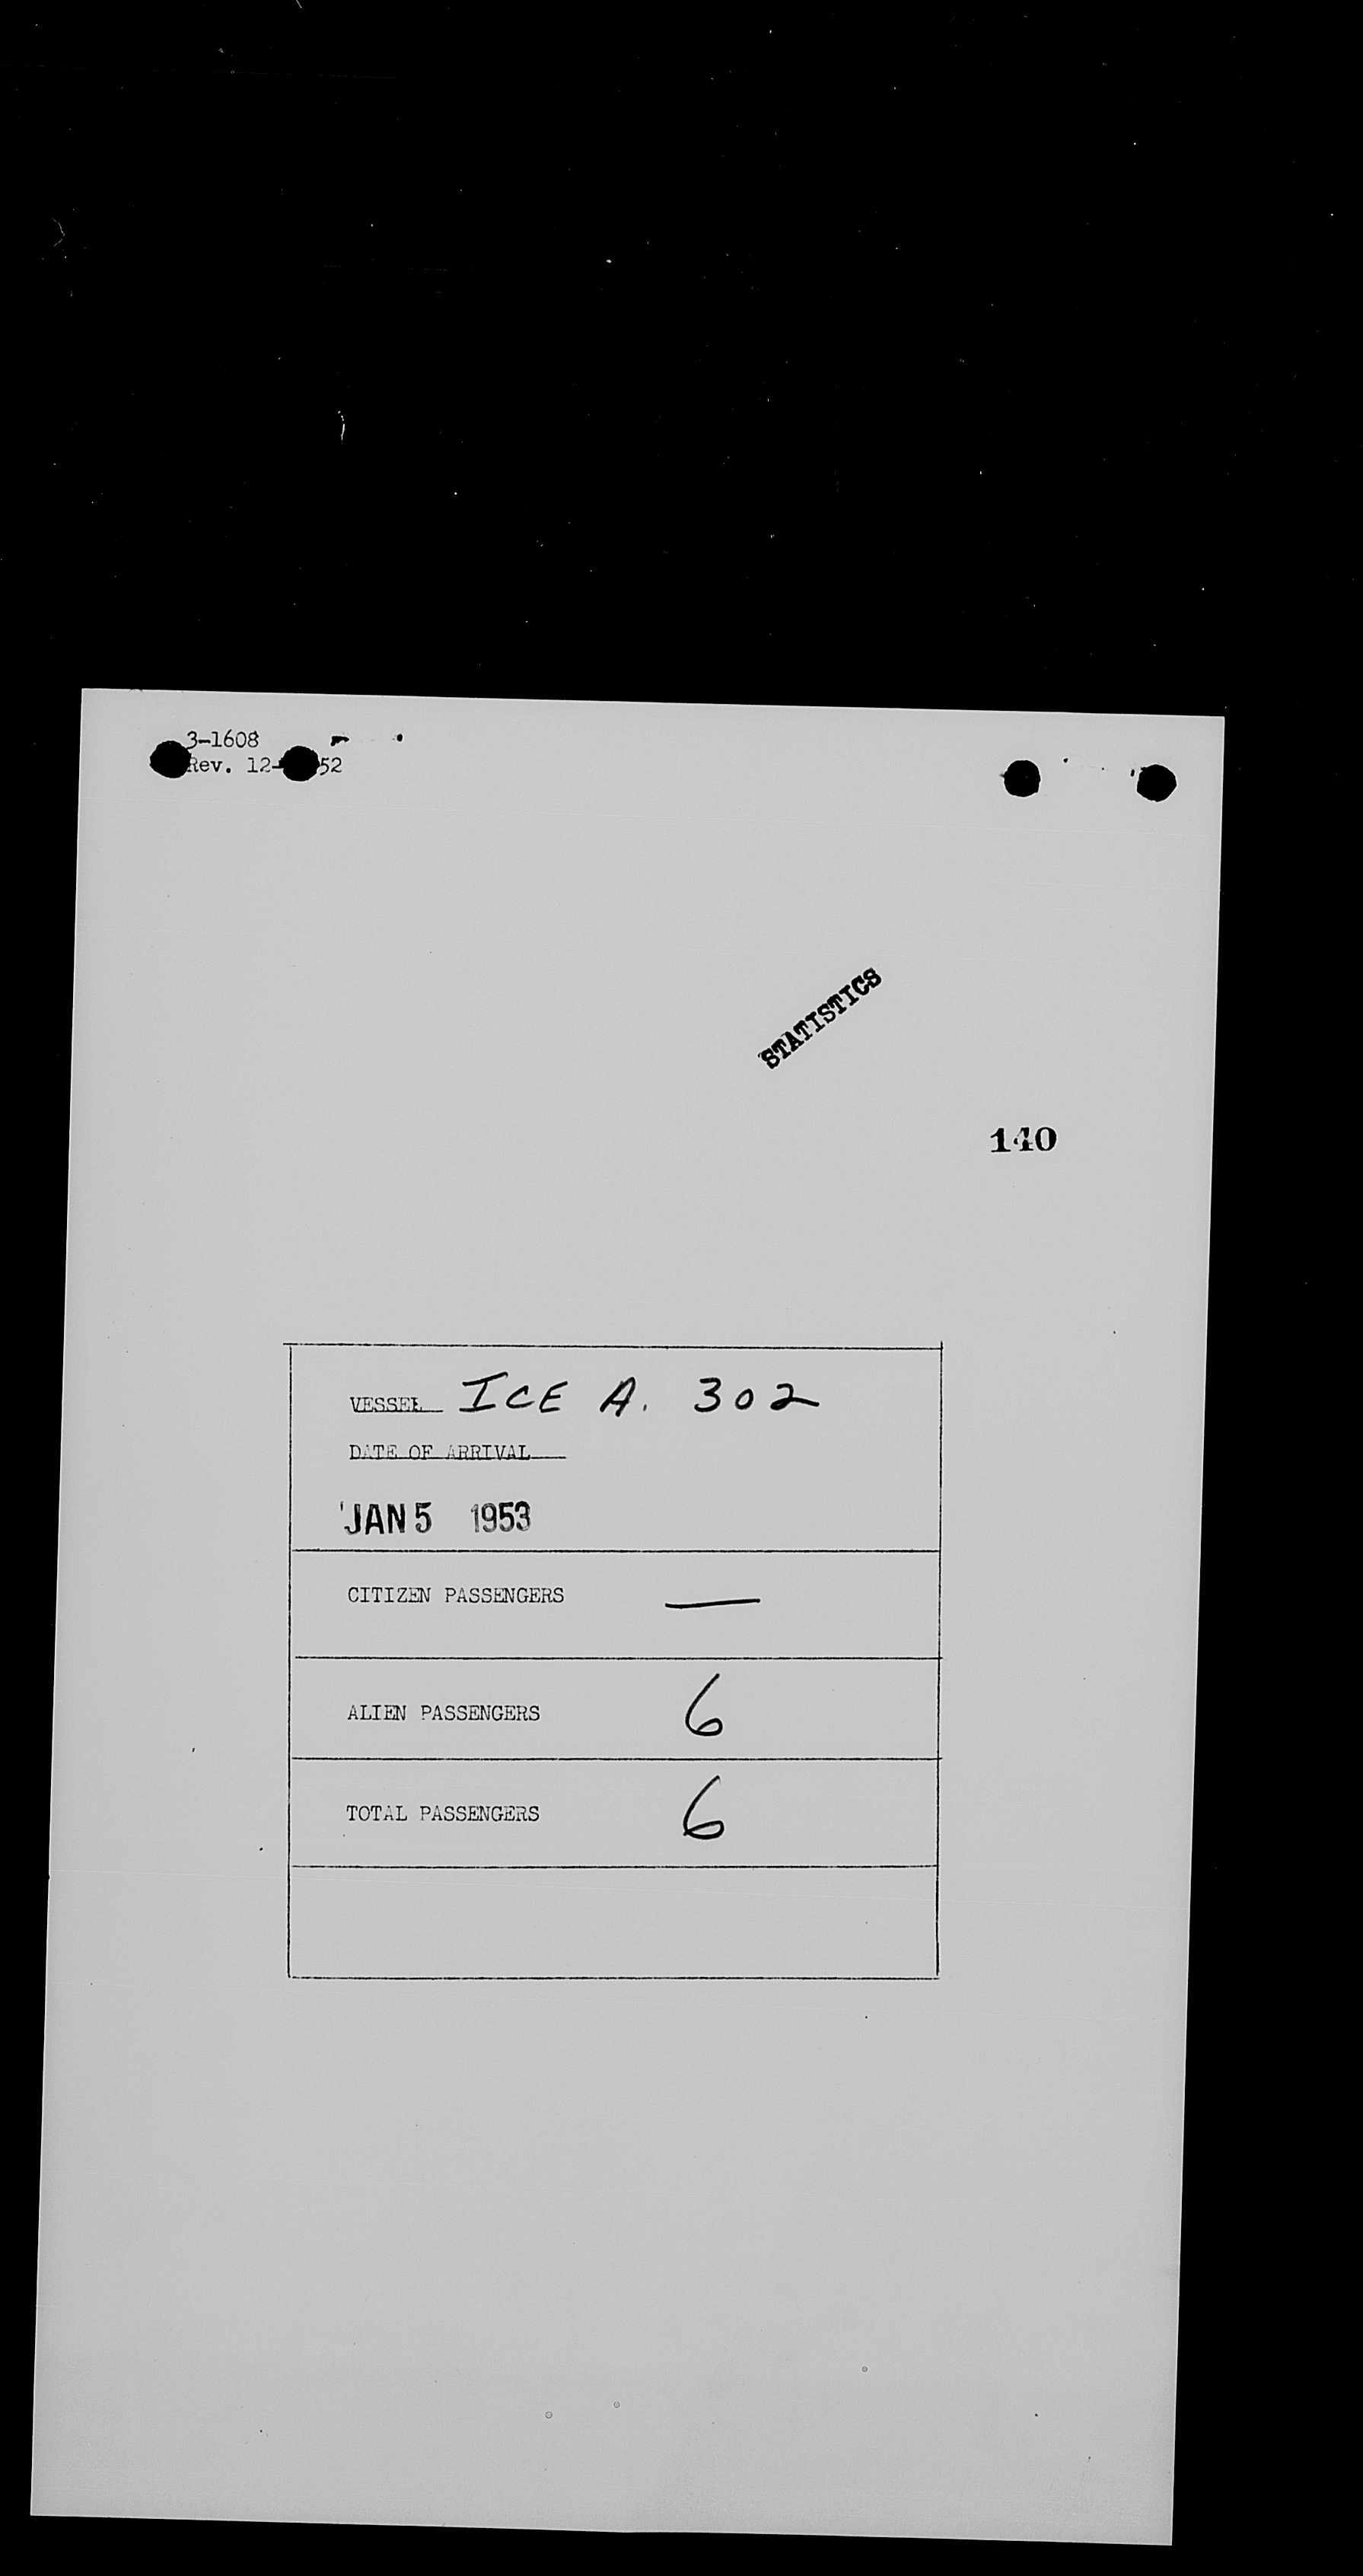 3-1608
Rev. 12- 52
STATISTICS
140
VESSEL ICE A. 302
DATE OF ARRIVAL
JAN 5 1953
CITIZEN PASSENGERS —
ALIEN PASSENGERS 6
TOTAL PASSENGERS 6